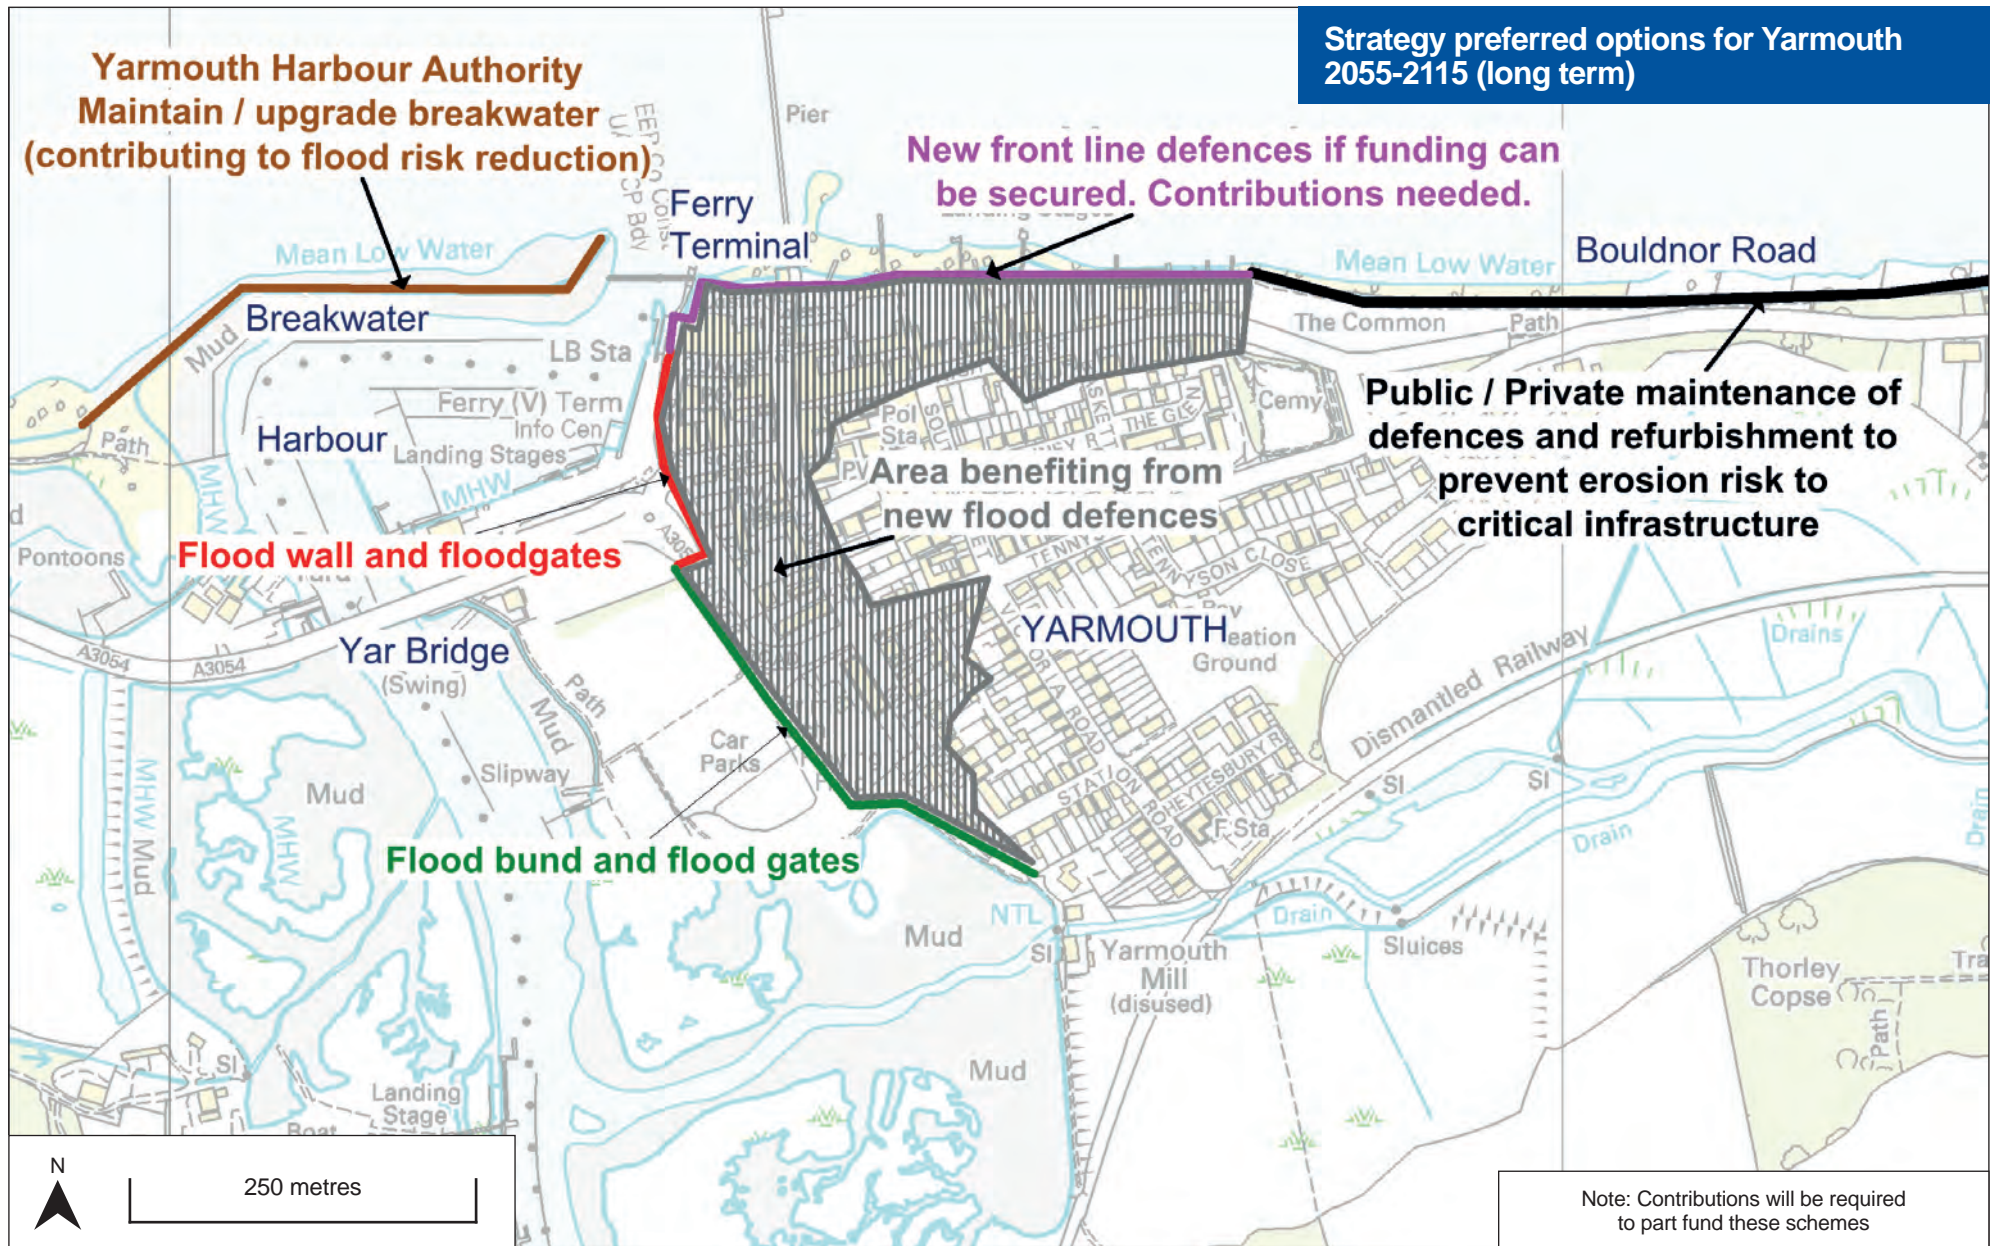 Strategy preferred options for Yarmouth
2055-2115 (long term)
Yarmouth Harbour Authority
Maintain / upgrade breakwater
(contributing to flood risk reduction)
Pier
New front line defences if funding can
be secured. Contributions needed.
Ferry
Terminal
Mean Low Water
Mean Low Water
Bouldnor Road
Breakwater
Mud
LB Sta
The Common
Path
Ferry (V) Term
Info Cen
Landing Stages
Harbour
Path
MHW
MHW
Pol
Sta
THE GLEN
Cemy
Public / Private maintenance of
defences and refurbishment to
prevent erosion risk to
critical infrastructure
Area benefiting from
new flood defences
Pontoons
Flood wall and floodgates
TENNYSON CLOSE
YARMOUTH
Ground
Drains
Dismantled Railway
A3054
A3054
Yar Bridge
(Swing)
Path
Mud
Car
Parks
Slipway
Mud
MHW
MHW
Mud
STATION ROAD
HEYTESBURY
F Sta
SI
SI
Drain
Drain
Flood bund and flood gates
NTL
SI
Mud
Drain
Sluices
Yarmouth
Mill
(disused)
Thorley
Copse
Path
Mud
SI
Landing
Stage
N
250 metres
Note: Contributions will be required
to part fund these schemes